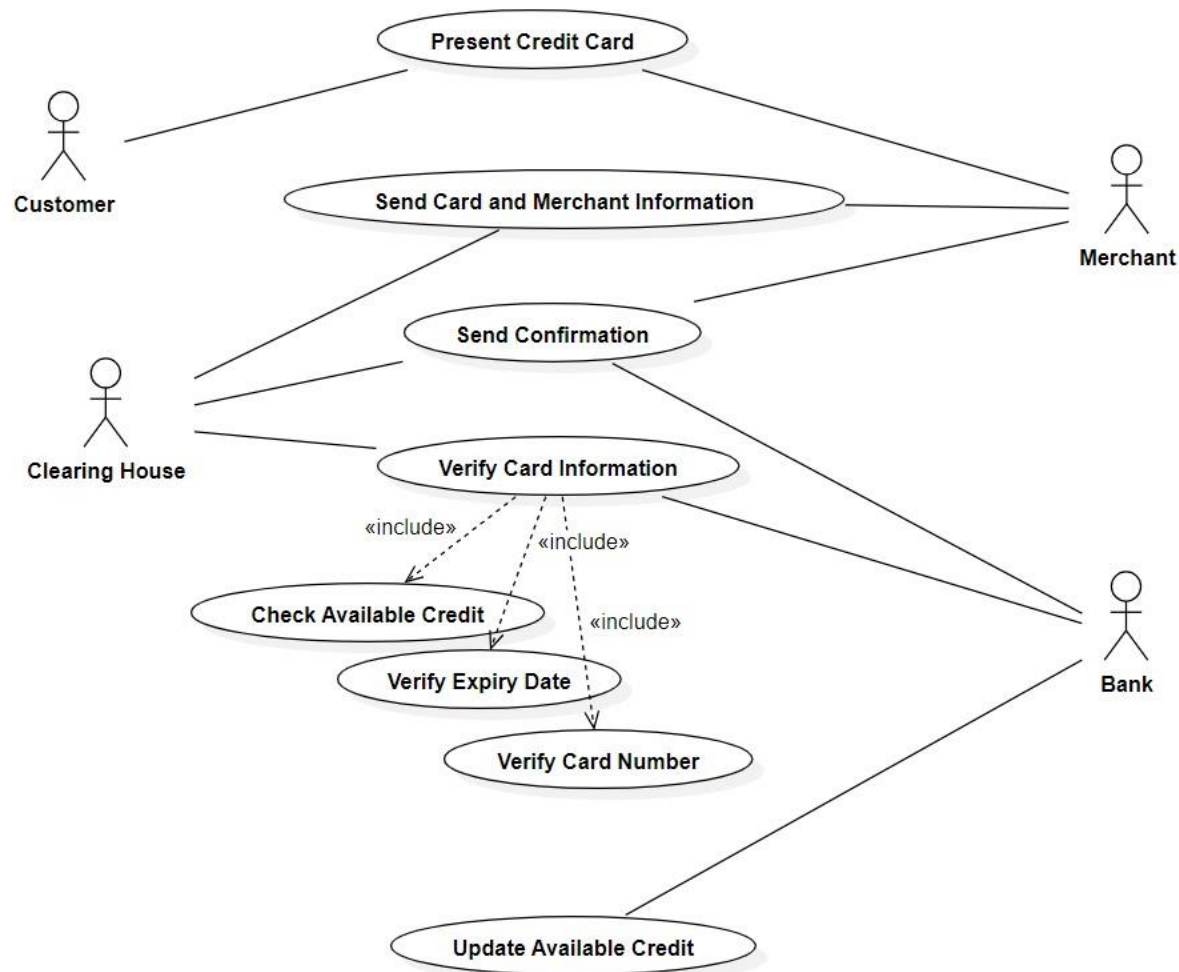 Present Credit Card
Customer
Send Card and Merchant Information
Merchant
Send Confirmation
Clearing House
Verify Card Information
«include»
«include»
«include»
Check Available Credit
Verify Expiry Date
Bank
Verify Card Number
Update Available Credit